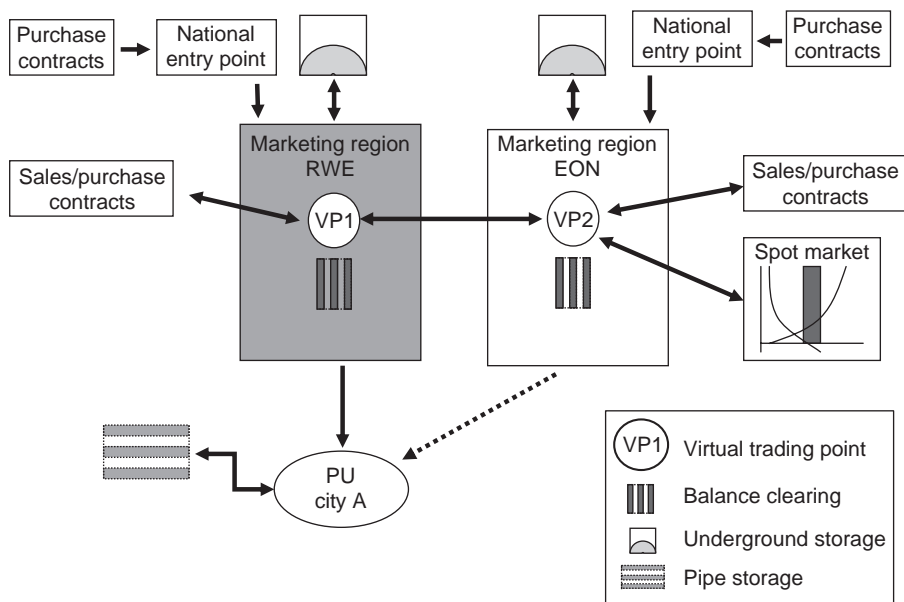 Purchase
contracts
National
entry point
National
entry point
Purchase
contracts
Marketing region
RWE
Marketing region
EON
Sales/purchase
contracts
VP1
VP2
Sales/purchase
contracts
Spot market
PU
city A
VP1
Virtual trading point
Balance clearing
Underground storage
Pipe storage